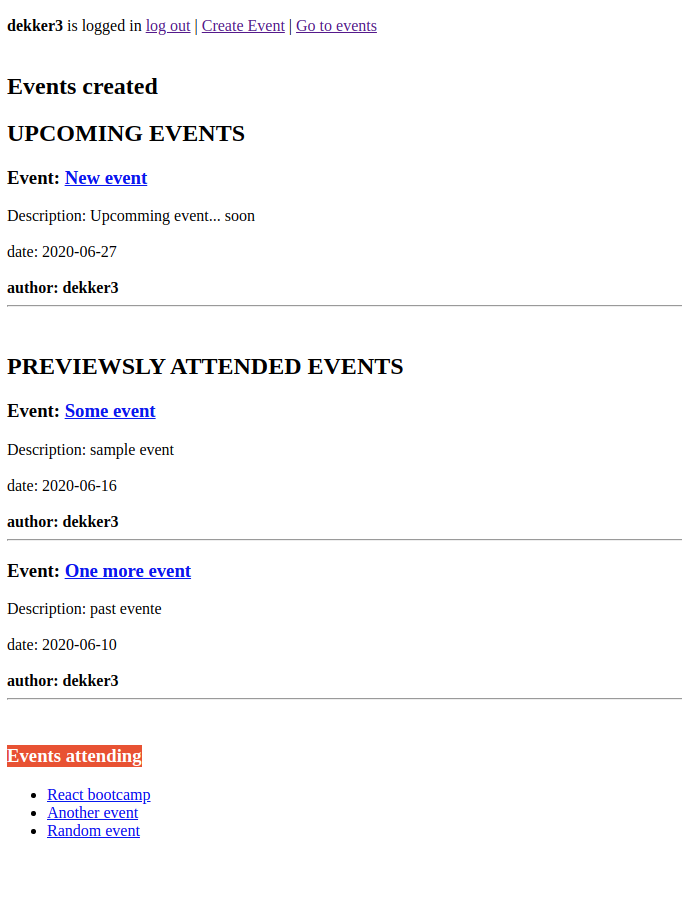 dekker3 is logged in log out | Create Event | Go to events
Events created
UPCOMING EVENTS
Event: New event
Description: Upcomming event... soon
date: 2020-06-27
author: dekker3
PREVIEWSLY ATTENDED EVENTS
Event: Some event
Description: sample event
date: 2020-06-16
author: dekker3
Event: One more event
Description: past evente
date: 2020-06-10
author: dekker3
Events attending
React bootcamp
Another event
Random event